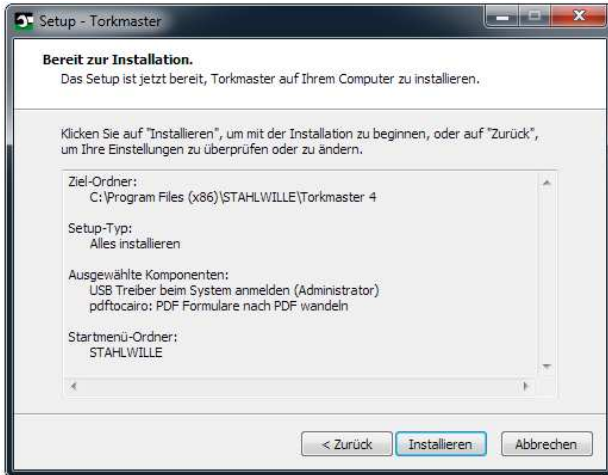 Setup - Torkmaster
Bereit zur Installation.
Das Setup ist jetzt bereit, Torkmaster auf Ihrem Computer zu installieren.
Klicken Sie auf "Installieren", um mit der Installation zu beginnen, oder auf "Zurück",
um Ihre Einstellungen zu überprüfen oder zu ändern.
Ziel-Ordner:
C:\Program Files (x86)\STAHLWILLE\Torkmaster 4
Setup-Typ:
Alles installieren
Ausgewählte Komponenten:
USB Treiber beim System anmelden (Administrator)
pdftocairo: PDF Formulare nach PDF wandeln
Startmenü-Ordner:
STAHLWILLE
< Zurück Installieren Abbrechen